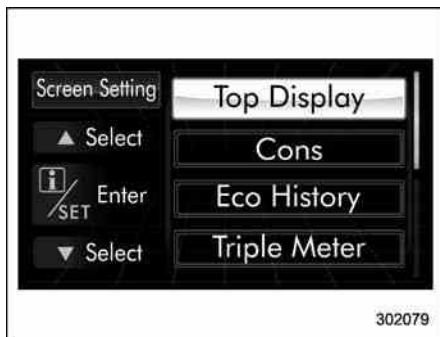 Screen Setting
Top Display
▲ Select
Cons
i/SET Enter
Eco History
▼ Select
Triple Meter
302079